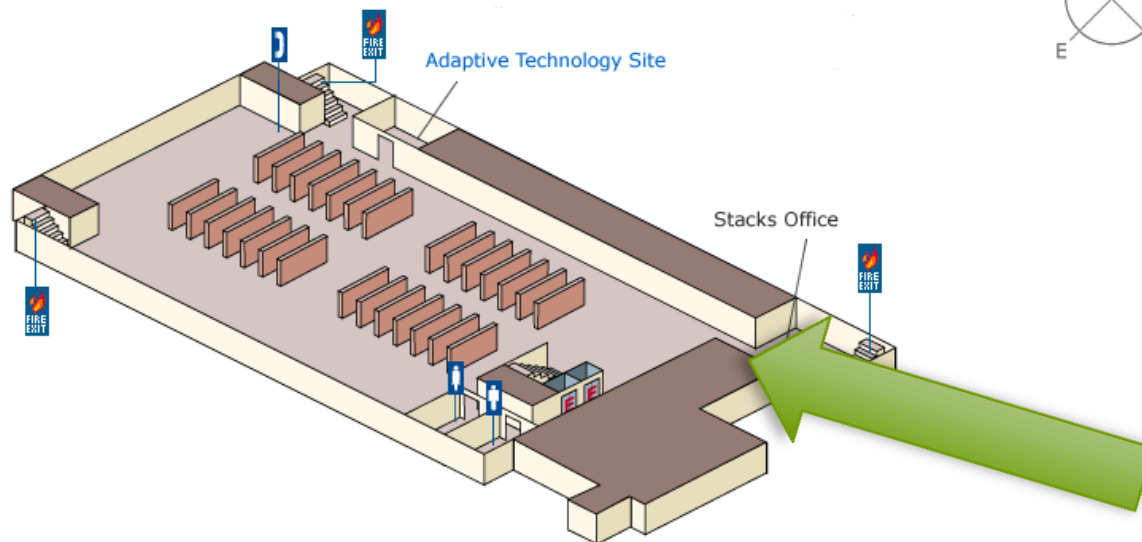 E
FIRE
EXIT
Adaptive Technology Site
Stacks Office
FIRE
EXIT
FIRE
EXIT
E E